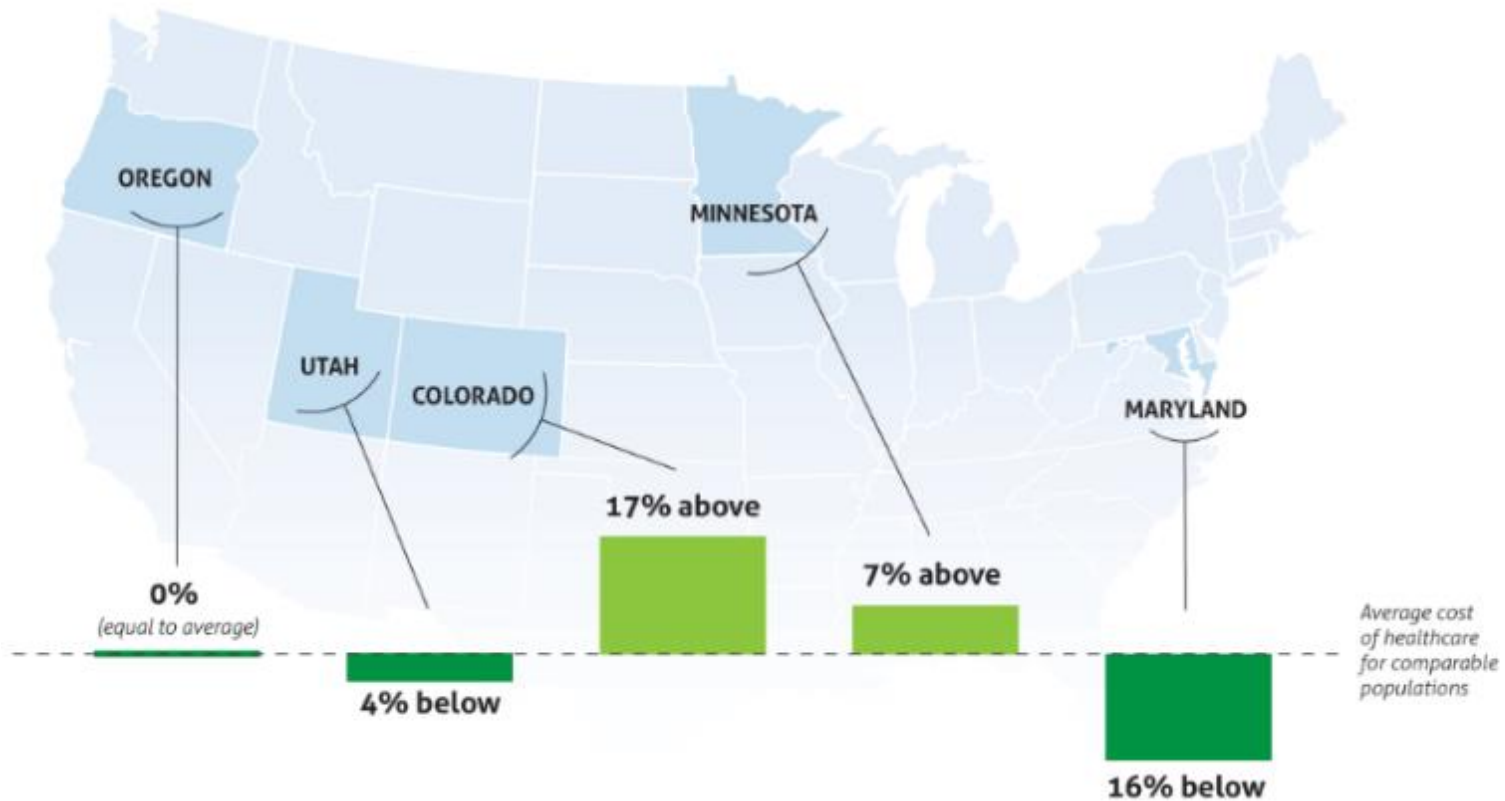 OREGON
MINNESOTA
UTAH
COLORADO
MARYLAND
17% above
7% above
0%
(equal to average)
4% below
16% below
Average cost
of healthcare
for comparable
populations